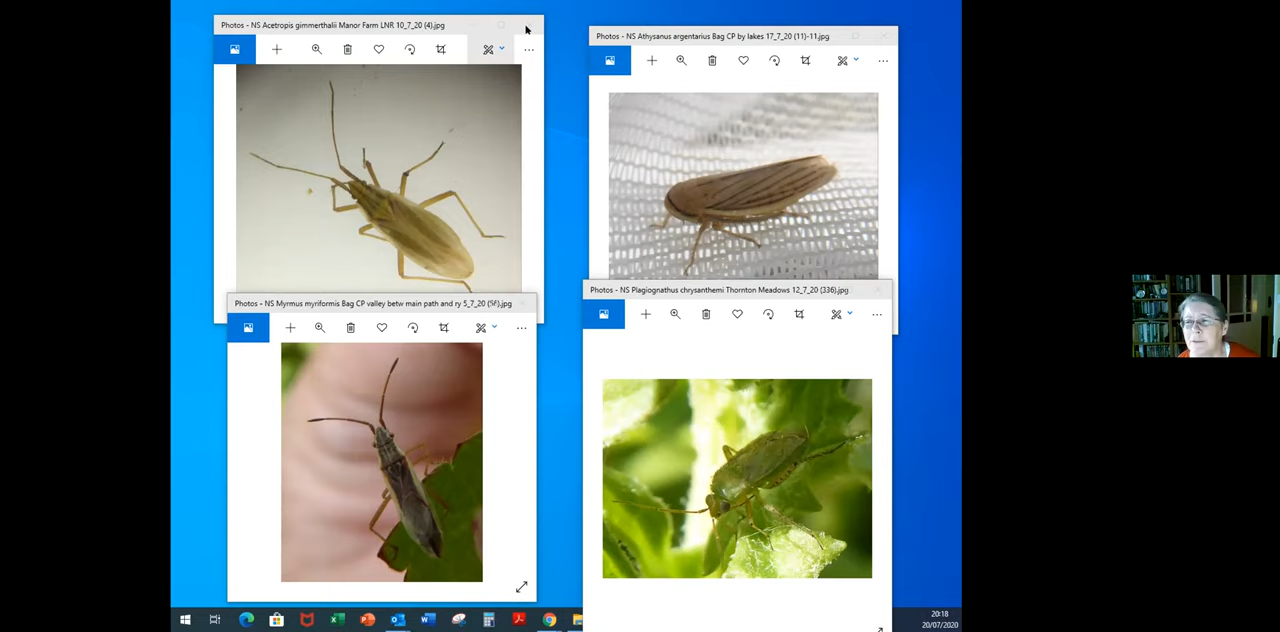 Photos - NS Acetropis gimmerthalii Manor Farm LNR 10_7_20 (4).jpg
Photos - NS Athysanus argentarius Bag CP by lakes 17_7_20 (11)-11.jpg
Photos - NS Myrmus myriformis Bag CP valley betw main path and ry 5_7_20 (56).jpg
Photos - NS Plagiognathus chrysanthemi Thornton Meadows 12_7_20 (336).jpg
20:18
20/07/2020